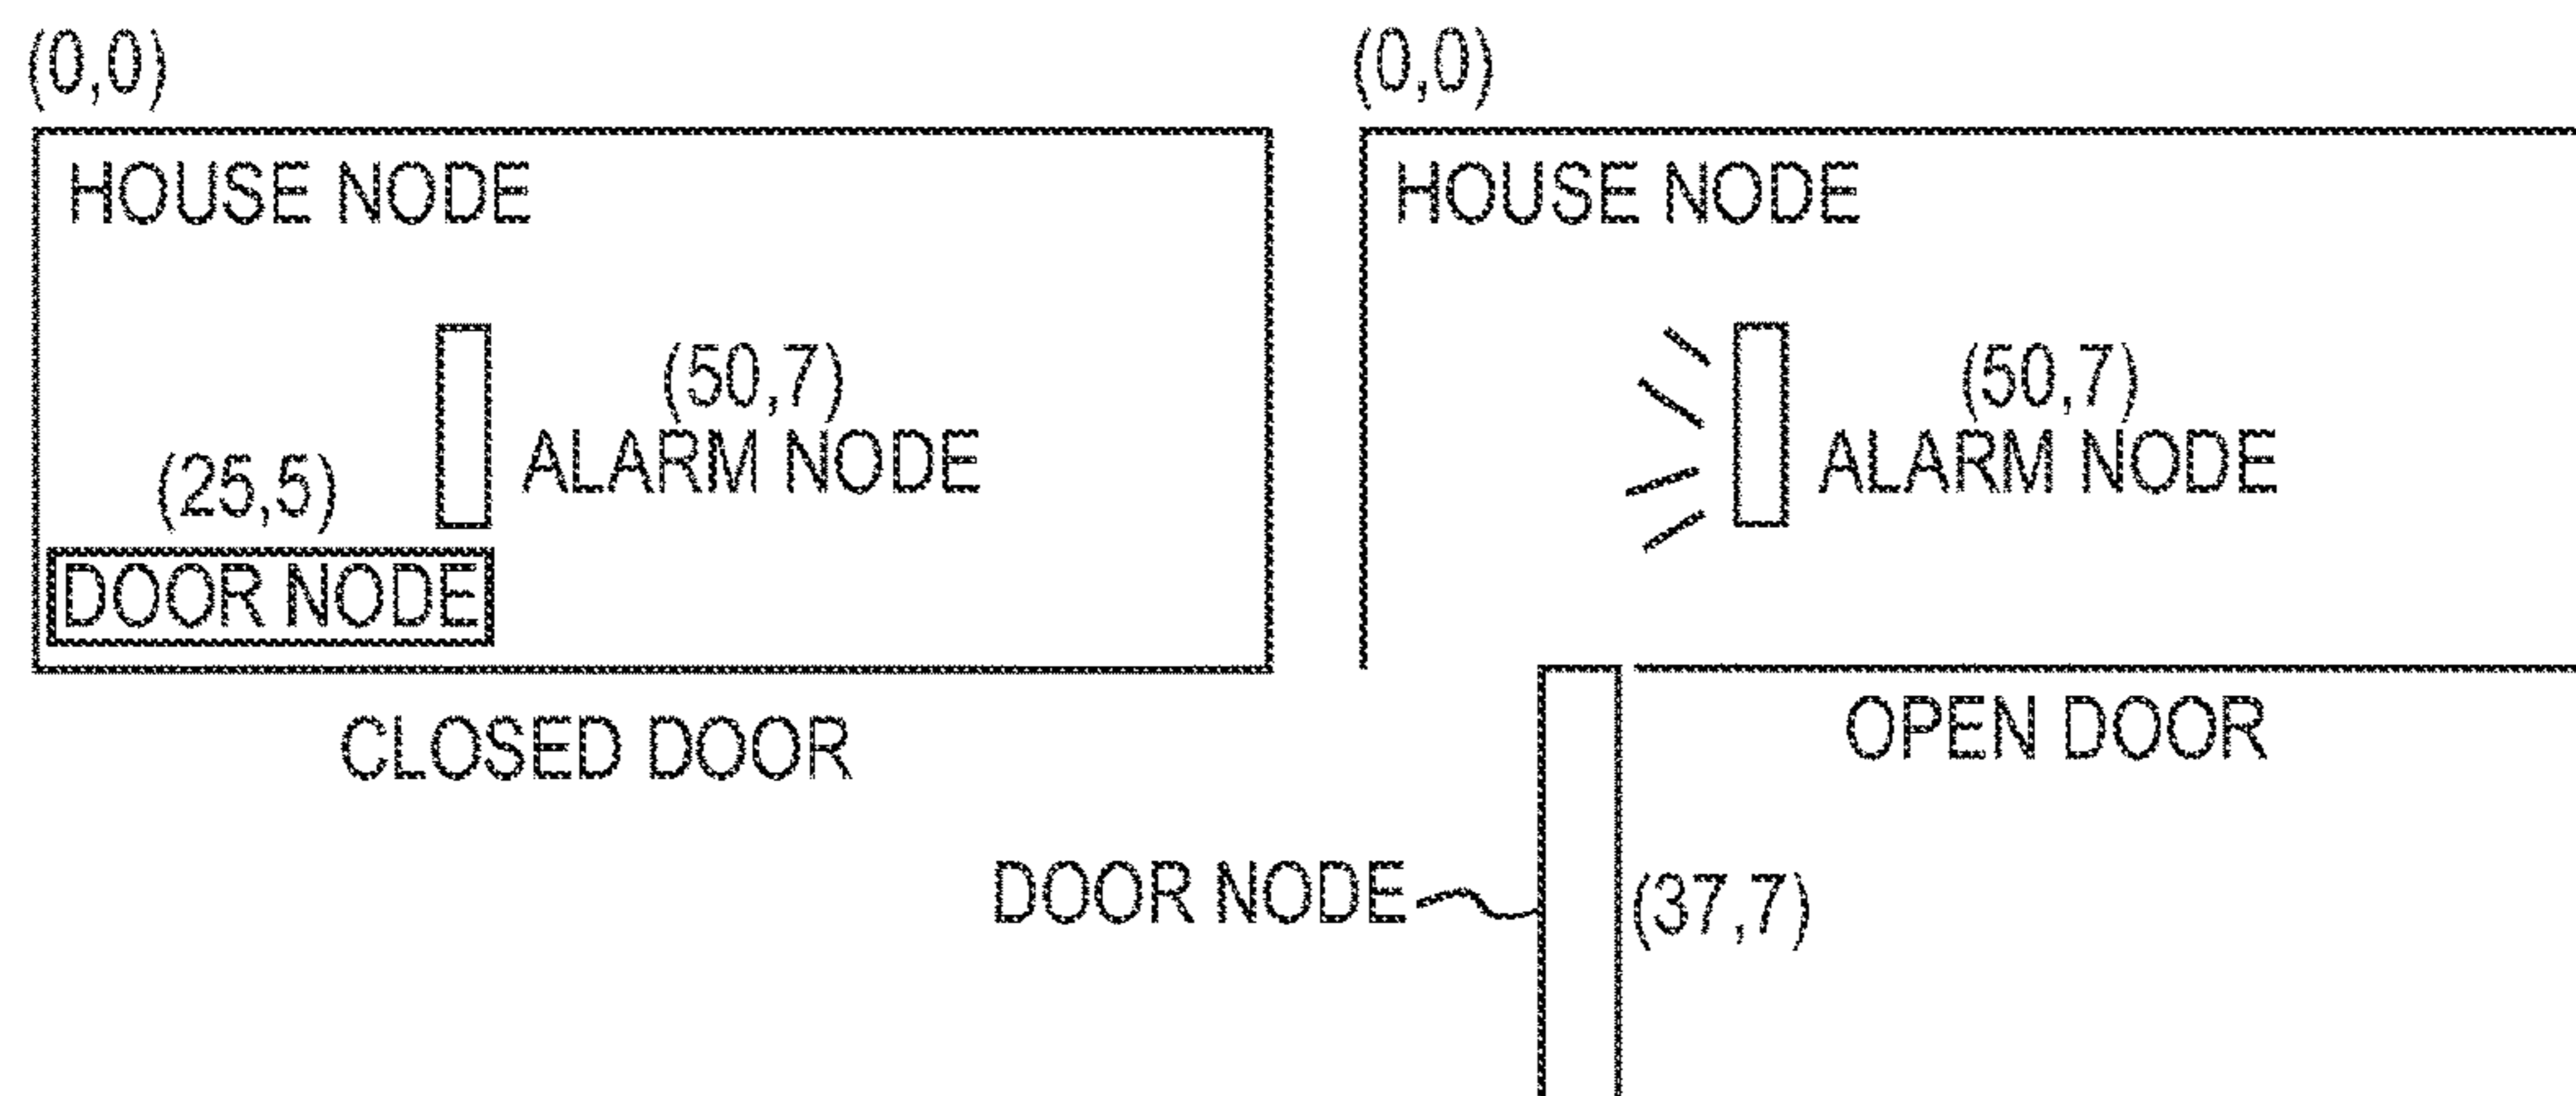 (0,0)
HOUSE NODE
(50,7)
ALARM NODE
(25,5)
DOOR NODE
CLOSED DOOR
(0,0)
HOUSE NODE
(50,7)
ALARM NODE
OPEN DOOR
DOOR NODE
(37,7)